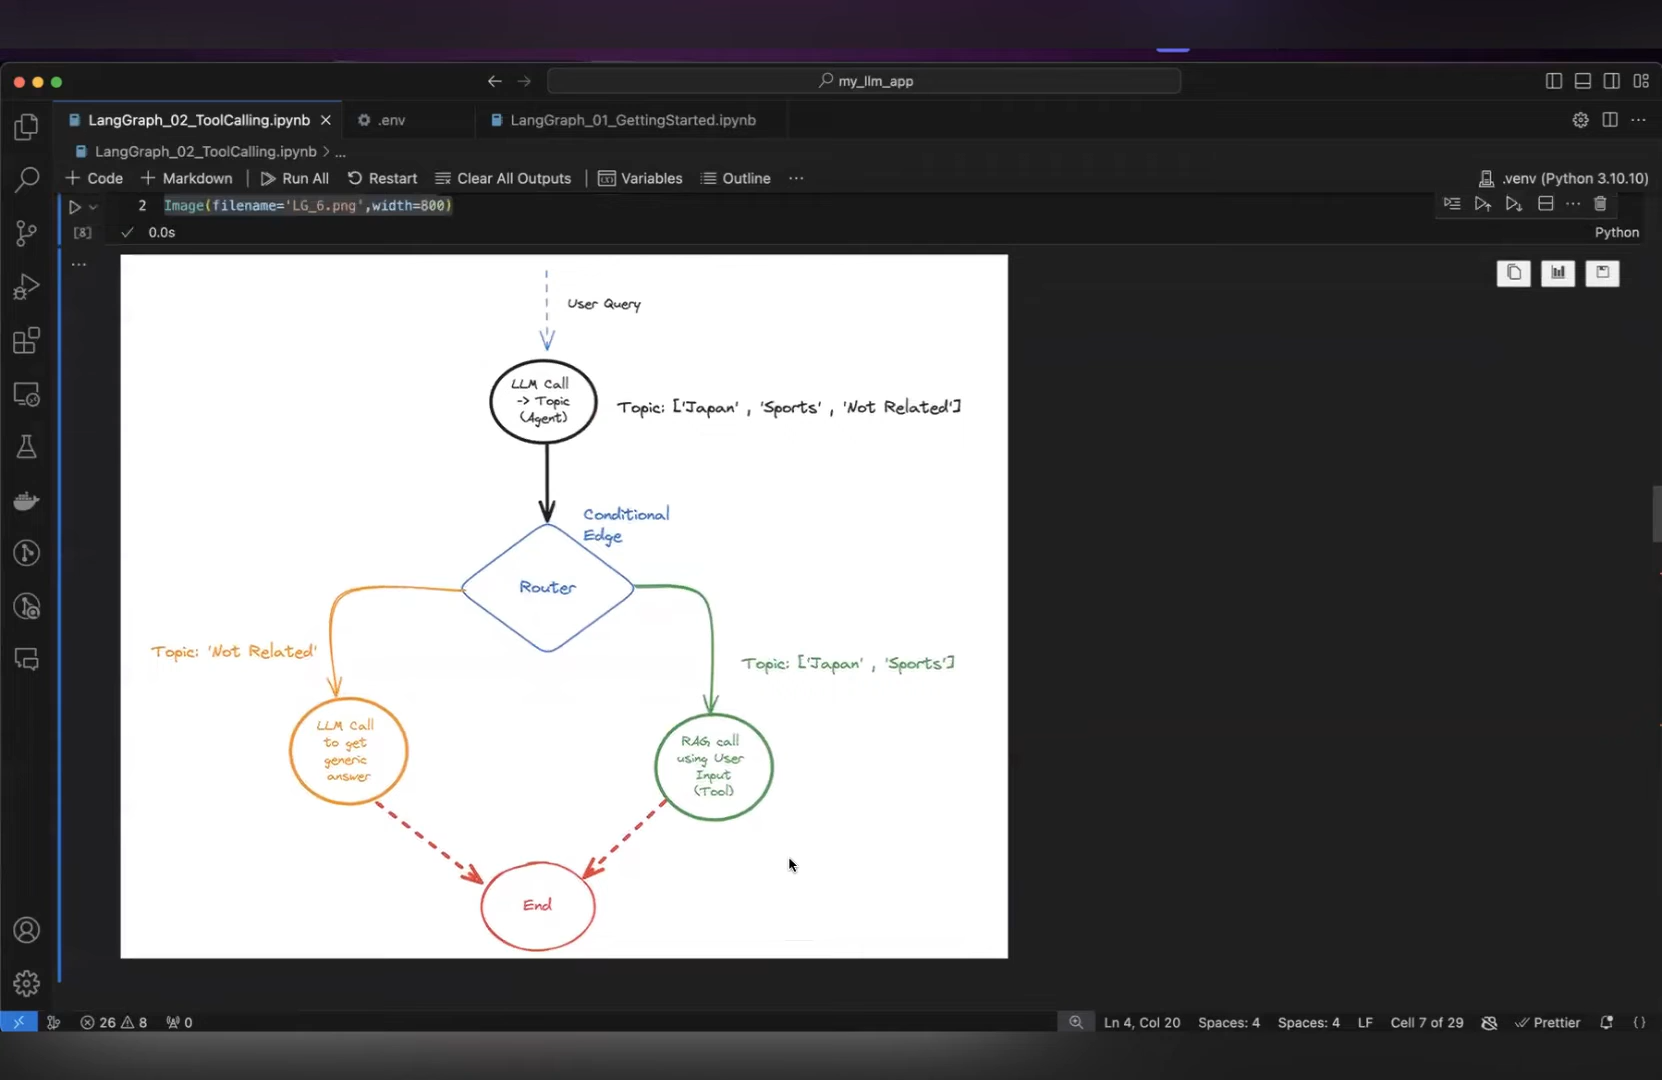 my_llm_app
LangGraph_02_ToolCalling.ipynb
.env
LangGraph_01_GettingStarted.ipynb
LangGraph_02_ToolCalling.ipynb > ...
Code
Markdown
Run All
Restart
Clear All Outputs
Variables
Outline
...
.venv (Python 3.10.10)
2 Image(filename='LG_6.png',width=800)
[8]
0.0s
Python
User Query
LLM Call
-> Topic
(Agent)
Topic: ['Japan' , 'Sports' , 'Not Related']
Conditional
Edge
Router
Topic: 'Not Related'
Topic: ['Japan' , 'Sports']
LLM Call
to get
generic
answer
RAG call
using User
Input
(Tool)
End
26
8
0
Ln 4, Col 20
Spaces: 4
Spaces: 4
LF
Cell 7 of 29
Prettier
{}